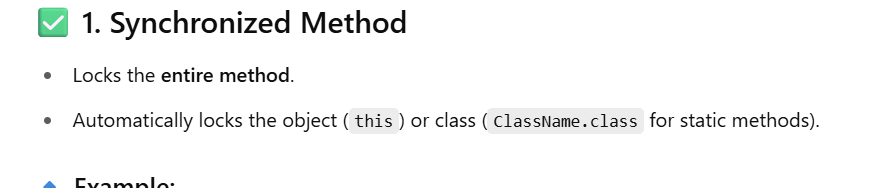 ✅ 1. Synchronized Method
• Locks the entire method.
• Automatically locks the object (this) or class (ClassName.class for static methods).
Example: